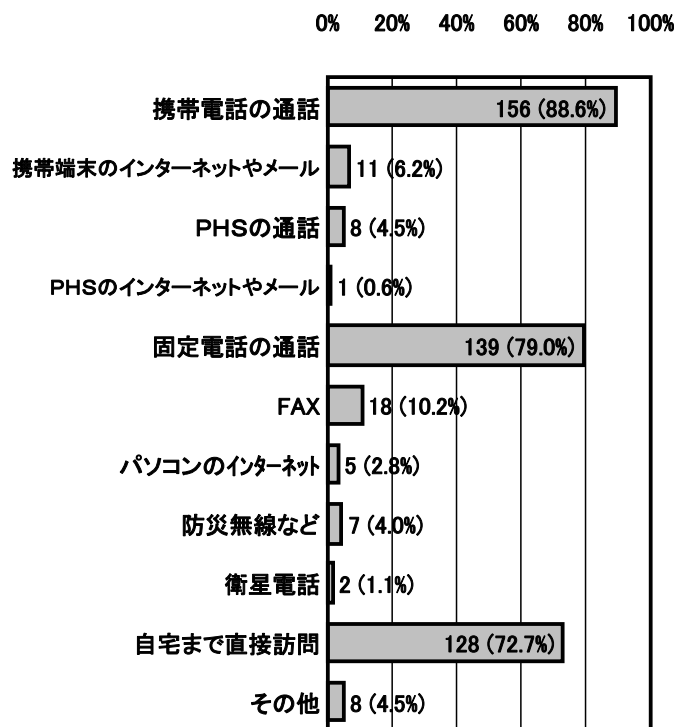 0% 20% 40% 60% 80% 100%
携帯電話の通話 156 (88.6%)
携帯端末のインターネットやメール 11 (6.2%)
PHSの通話 8 (4.5%)
PHSのインターネットやメール 1 (0.6%)
固定電話の通話 139 (79.0%)
FAX 18 (10.2%)
パソコンのインターネット 5 (2.8%)
防災無線など 7 (4.0%)
衛星電話 2 (1.1%)
自宅まで直接訪問 128 (72.7%)
その他 8 (4.5%)